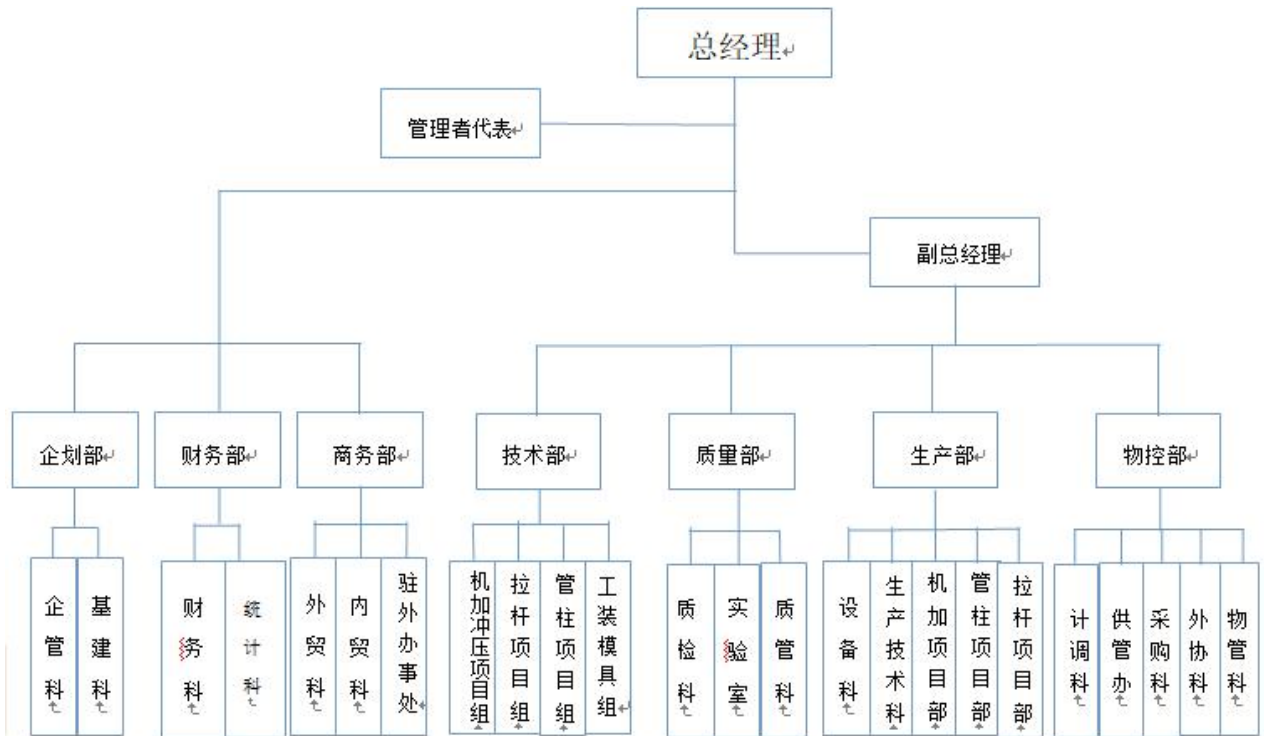 总经理
管理者代表
副总经理
企划部
财务部
商务部
技术部
质量部
生产部
物控部
企管科
基建科
财务科
统计科
外贸科
内贸科
驻外办事处
机加冲压项目组
拉杆项目组
管柱项目组
工装模具组
质检科
实验室
质管科
设备科
生产技术科
机加项目部
管柱项目部
拉杆项目部
计调科
供管办
采购科
外协科
物管科